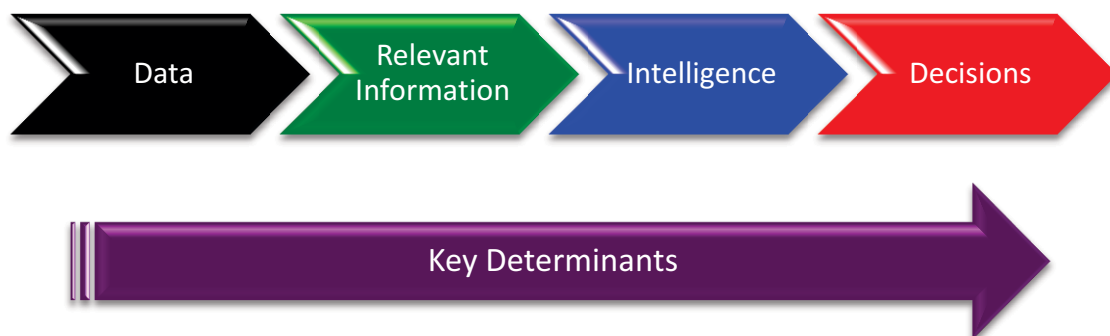 Data
Relevant
Information
Intelligence
Decisions
Key Determinants